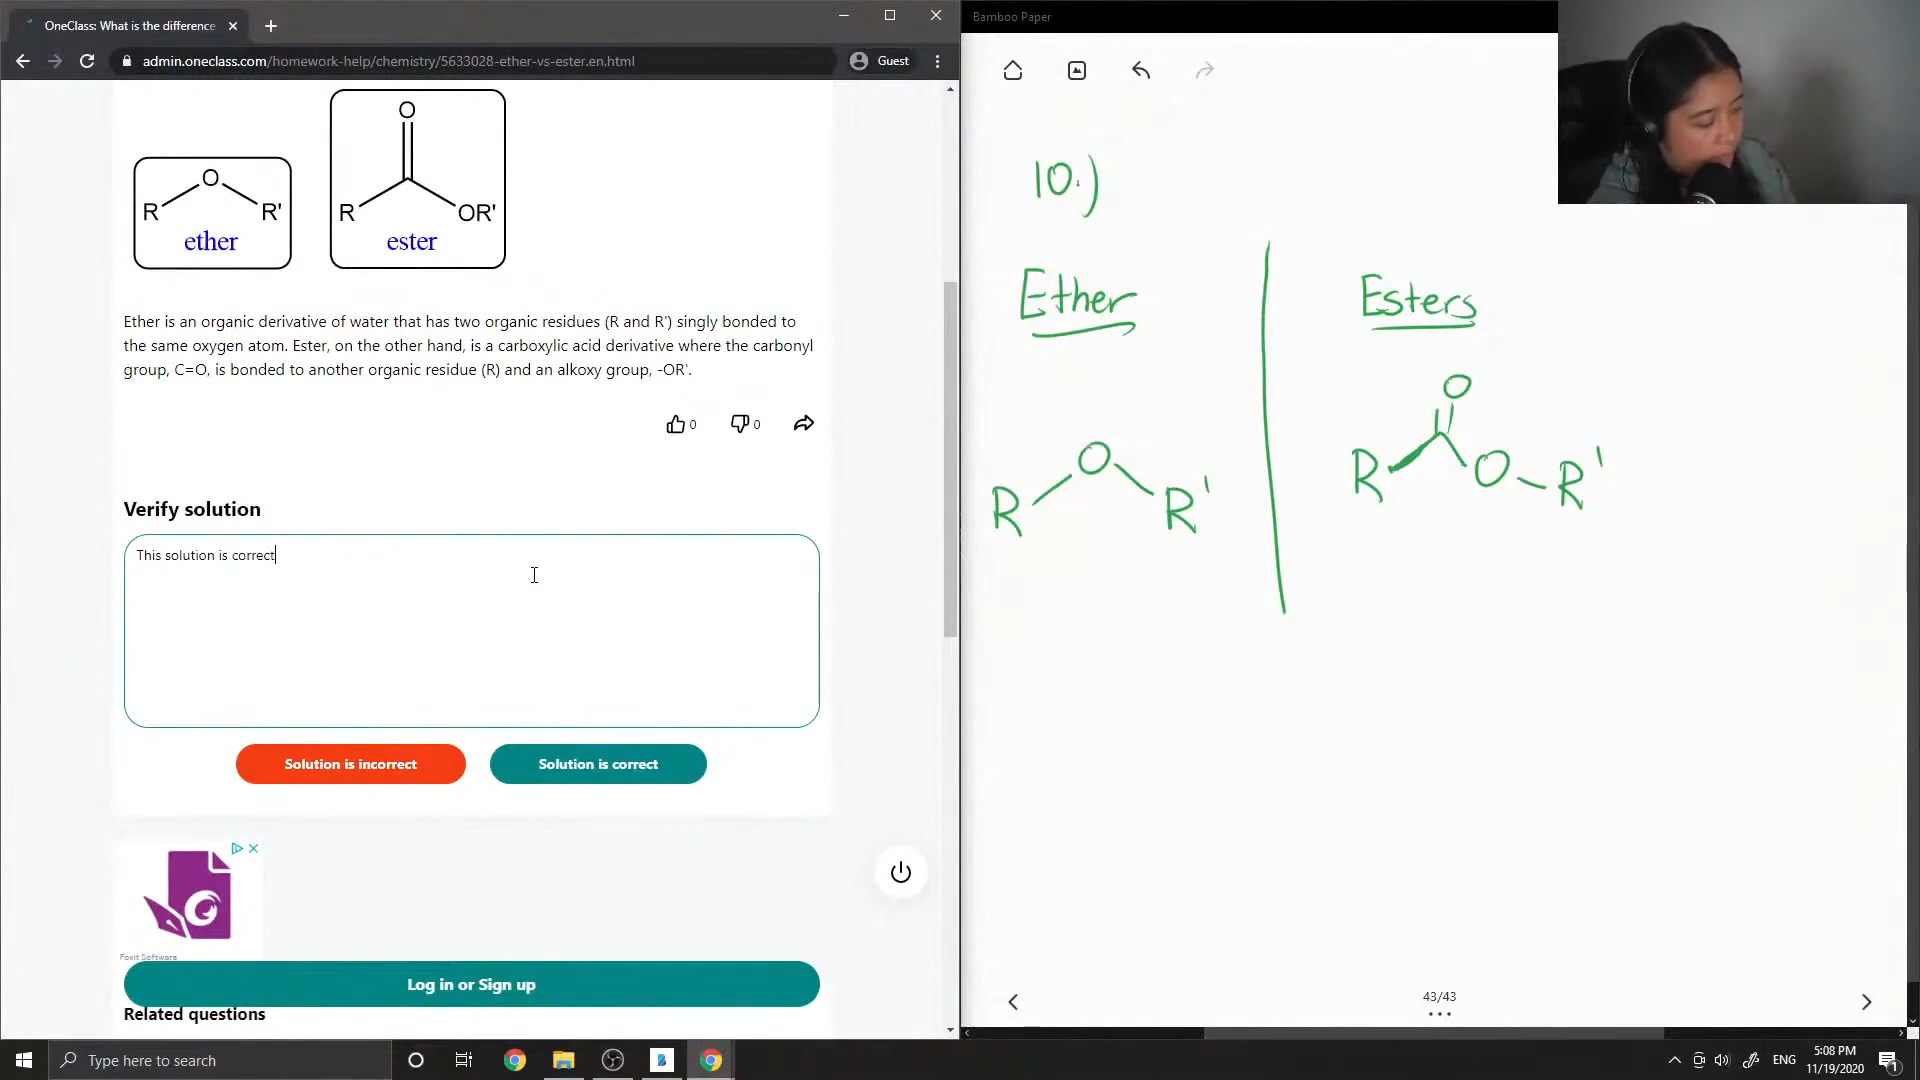 OneClass: What is the difference
admin.oneclass.com/homework-help/chemistry/5633028-ether-vs-ester.en.html
Guest
O
R
R'
ether
O
R
OR'
ester
Ether is an organic derivative of water that has two organic residues (R and R') singly bonded to
the same oxygen atom. Ester, on the other hand, is a carboxylic acid derivative where the carbonyl
group, C=O, is bonded to another organic residue (R) and an alkoxy group, -OR'.
0
0
Verify solution
This solution is correct
Solution is incorrect
Solution is correct
Foxit Software
Log in or Sign up
Related questions
Bamboo Paper
10.)
Ether
Esters
O
R
R'
O
R
O
R'
43/43
Type here to search
B
ENG
5:08 PM
11/19/2020
1